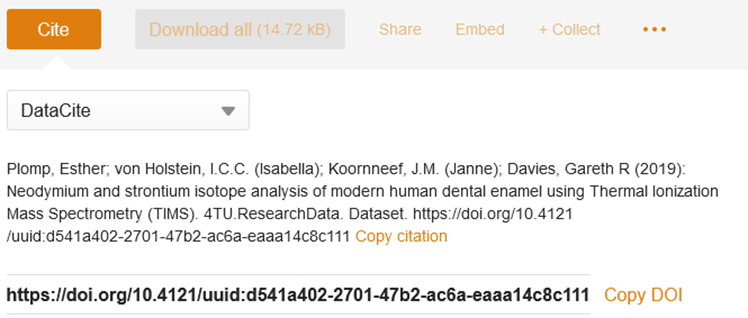 Cite Download all (14.72 kB) Share Embed + Collect •••
DataCite
Plomp, Esther; von Holstein, I.C.C. (Isabella); Koornneef, J.M. (Janne); Davies, Gareth R (2019):
Neodymium and strontium isotope analysis of modern human dental enamel using Thermal Ionization
Mass Spectrometry (TIMS). 4TU.ResearchData. Dataset. https://doi.org/10.4121
/uuid:d541a402-2701-47b2-ac6a-eaaa14c8c111 Copy citation
https://doi.org/10.4121/uuid:d541a402-2701-47b2-ac6a-eaaa14c8c111 Copy DOI